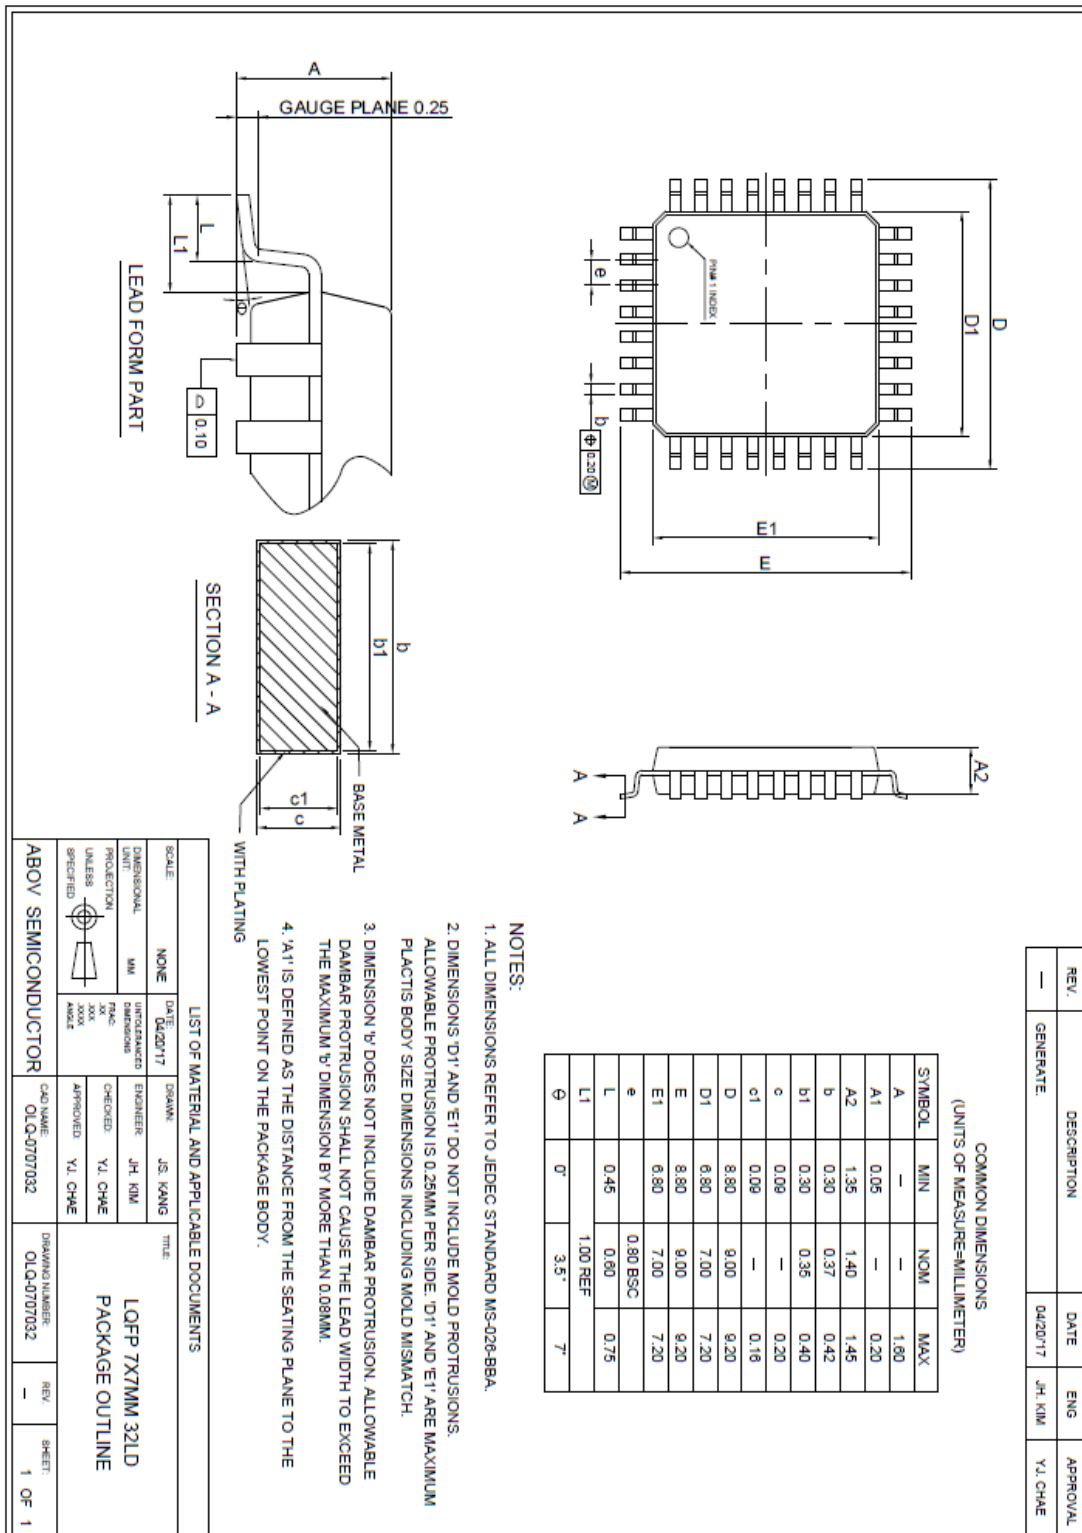 REV. DESCRIPTION DATE ENG APPROVAL
— GENERATE. 04/20/'17 JH. KIM YJ. CHAE
A
GAUGE PLANE 0.25
L
L1
Θ
0.10
LEAD FORM PART
D
D1
PIN#1 INDEX
e
b
0.20 Ⓜ
E1
E
A2
A
A
b
b1
c1
c
BASE METAL
WITH PLATING
SECTION A - A
COMMON DIMENSIONS
(UNITS OF MEASURE=MILLIMETER)
SYMBOL MIN NOM MAX
A — — 1.60
A1 0.05 — 0.20
A2 1.35 1.40 1.45
b 0.30 0.37 0.42
b1 0.30 0.35 0.40
c 0.09 — 0.20
c1 0.09 — 0.16
D 8.80 9.00 9.20
D1 6.80 7.00 7.20
E 8.80 9.00 9.20
E1 6.80 7.00 7.20
e 0.80 BSC
L 0.45 0.60 0.75
L1 1.00 REF
Θ 0° 3.5° 7°
NOTES:
1. ALL DIMENSIONS REFER TO JEDEC STANDARD MS-026-BBA.
2. DIMENSIONS 'D1' AND 'E1' DO NOT INCLUDE MOLD PROTRUSIONS.
ALLOWABLE PROTRUSION IS 0.25MM PER SIDE. 'D1' AND 'E1' ARE MAXIMUM
PLACTIS BODY SIZE DIMENSIONS INCLUDING MOLD MISMATCH.
3. DIMENSION 'b' DOES NOT INCLUDE DAMBAR PROTRUSION. ALLOWABLE
DAMBAR PROTRUSION SHALL NOT CAUSE THE LEAD WIDTH TO EXCEED
THE MAXIMUM 'b' DIMENSION BY MORE THAN 0.08MM.
4. 'A1' IS DEFINED AS THE DISTANCE FROM THE SEATING PLANE TO THE
LOWEST POINT ON THE PACKAGE BODY.
LIST OF MATERIAL AND APPLICABLE DOCUMENTS
SCALE: NONE
DATE: 04/20/'17
DRAWN: JS. KANG
TITLE:
LQFP 7X7MM 32LD
PACKAGE OUTLINE
DIMENSIONAL UNIT: MM
UNTOLERANCED DIMENSIONS
FRAC:
.XX
.XXX
.XXXX
ANGLE
ENGINEER: JH. KIM
PROJECTION
UNLESS
SPECIFIED
CHECKED: YJ. CHAE
APPROVED: YJ. CHAE
ABOV SEMICONDUCTOR
CAD NAME: OLQ-0707032
DRAWING NUMBER: OLQ-0707032
REV. —
SHEET: 1 OF 1